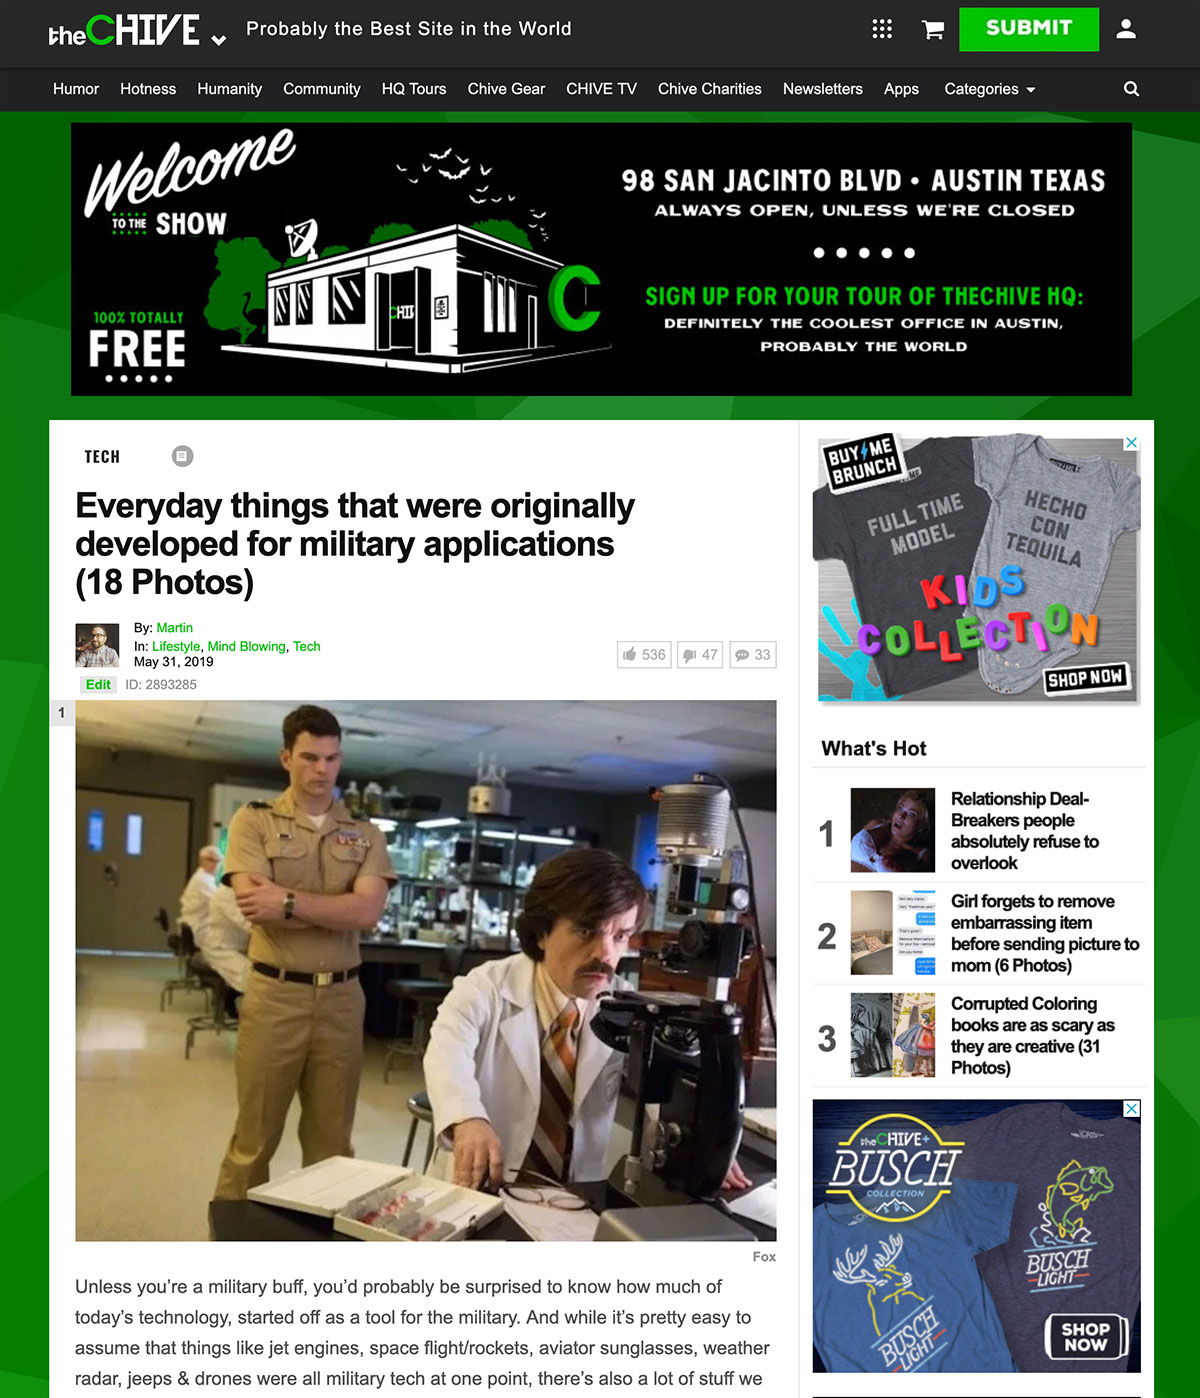 theCHIVE
Probably the Best Site in the World
SUBMIT
Humor Hotness Humanity Community HQ Tours Chive Gear CHIVE TV Chive Charities Newsletters Apps Categories
Welcome
TO THE SHOW
100% TOTALLY
FREE
CHIVE
C
98 SAN JACINTO BLVD • AUSTIN TEXAS
ALWAYS OPEN, UNLESS WE'RE CLOSED
SIGN UP FOR YOUR TOUR OF THECHIVE HQ:
DEFINITELY THE COOLEST OFFICE IN AUSTIN,
PROBABLY THE WORLD
TECH
Everyday things that were originally
developed for military applications
(18 Photos)
By: Martin
In: Lifestyle, Mind Blowing, Tech
May 31, 2019
Edit ID: 2893285
536 47 33
1
Fox
Unless you’re a military buff, you’d probably be surprised to know how much of
today’s technology, started off as a tool for the military. And while it’s pretty easy to
assume that things like jet engines, space flight/rockets, aviator sunglasses, weather
radar, jeeps & drones were all military tech at one point, there’s also a lot of stuff we
BUY ME
BRUNCH
FULL TIME
MODEL
HECHO
CON
TEQUILA
KIDS
COLLECTION
SHOP NOW
What's Hot
1
Relationship Deal-
Breakers people
absolutely refuse to
overlook
2
Girl forgets to remove
embarrassing item
before sending picture to
mom (6 Photos)
3
Corrupted Coloring
books are as scary as
they are creative (31
Photos)
theCHIVE+
BUSCH
COLLECTION
BUSCH
LIGHT
BUSCH
LIGHT
SHOP
NOW